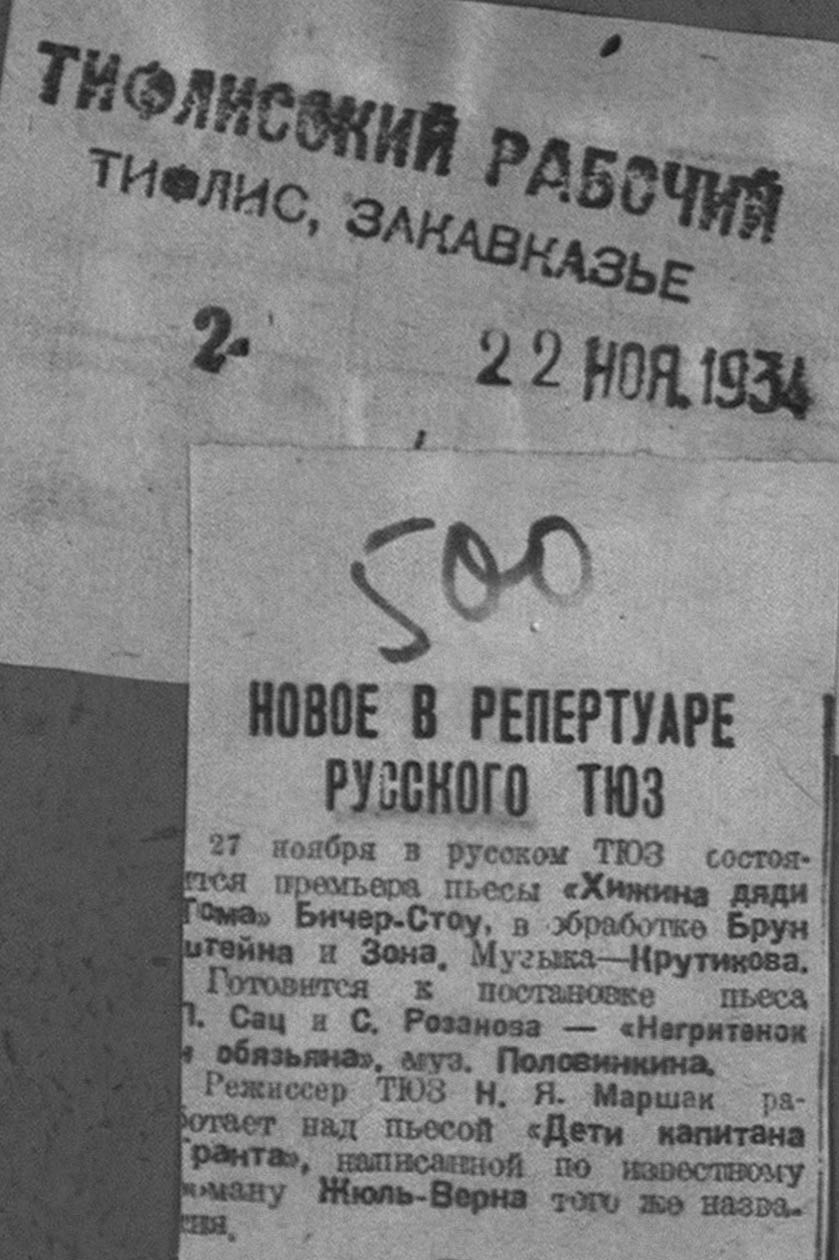 ТИФЛИССКИЙ РАБОЧИЙ
ТИФЛИС, ЗАКАВКАЗЬЕ
2-
22 НОЯ. 1934
500
НОВОЕ В РЕПЕРТУАРЕ
РУССКОГО ТЮЗ
27 ноября в русском ТЮЗ состоя-
ится премьера пьесы «Хижина дяди
Тома» Бичер-Стоу, в обработке Брун
штейна и Зона. Музыка—Крутикова.
Готовится к постановке пьеса
Л. Сац и С. Розанова — «Негритенок
и обязьяна», муз. Половинкина.
Режиссер ТЮЗ Н. Я. Маршак ра-
ботает над пьесой «Дети капитана
Гранта», написанной по известному
роману Жюль-Верна того же назва-
ния.